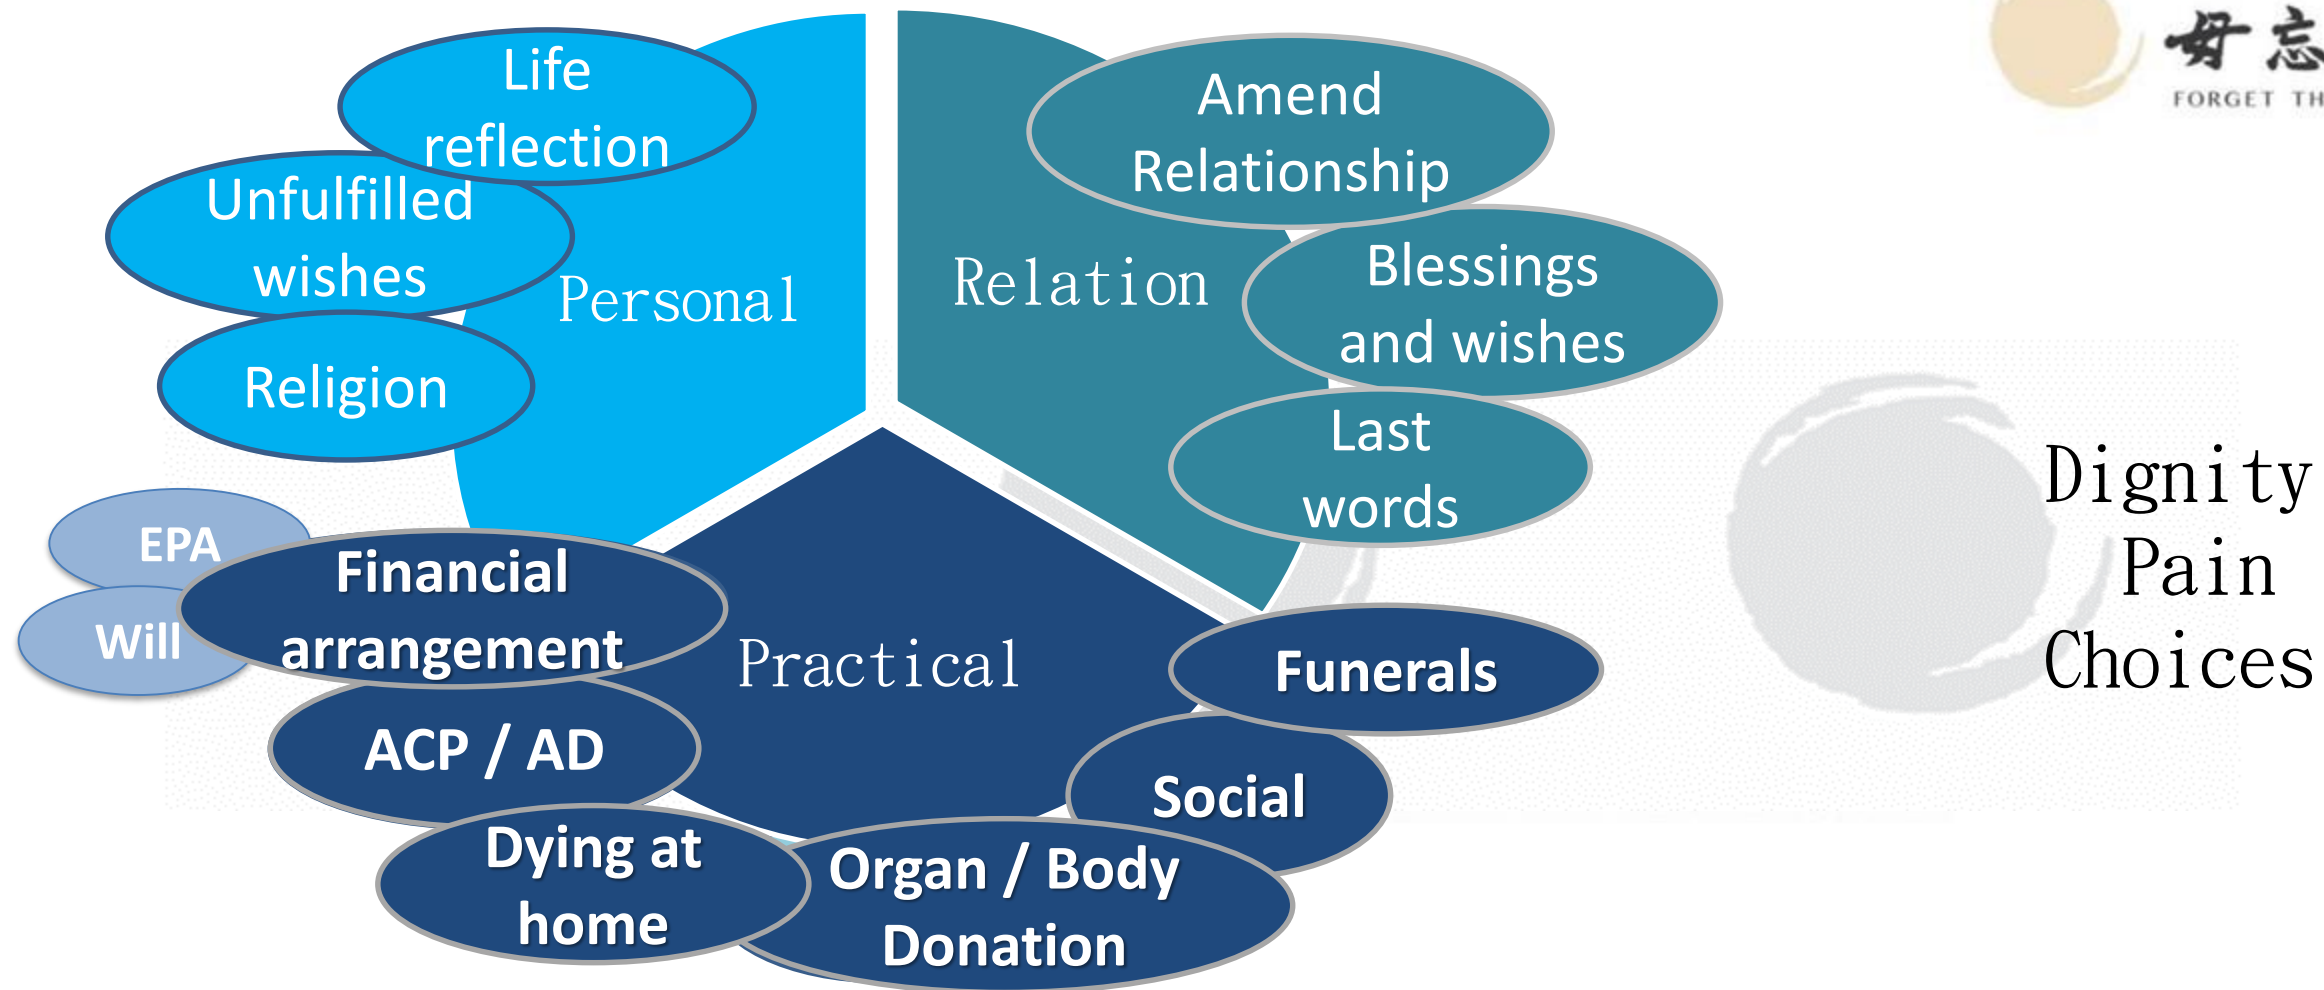 毋忘
FORGET TH
Life
reflection
Unfulfilled
wishes
Religion
Personal
Amend
Relationship
Blessings
and wishes
Last
words
Relation
EPA
Will
Financial
arrangement
ACP / AD
Dying at
home
Organ / Body
Donation
Social
Funerals
Practical
Dignity
Pain
Choices